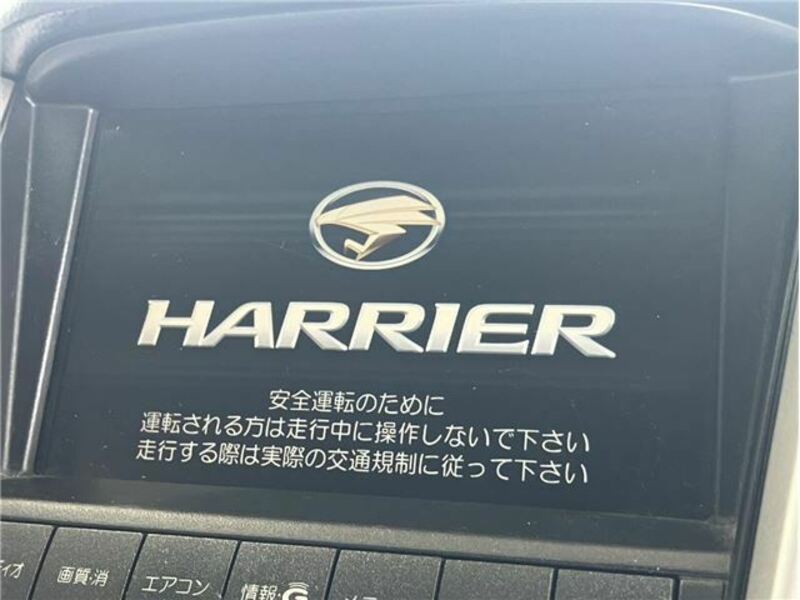 HARRIER
安全運転のために
運転される方は走行中に操作しないで下さい
走行する際は実際の交通規制に従って下さい
画質・消
エアコン
情報・G